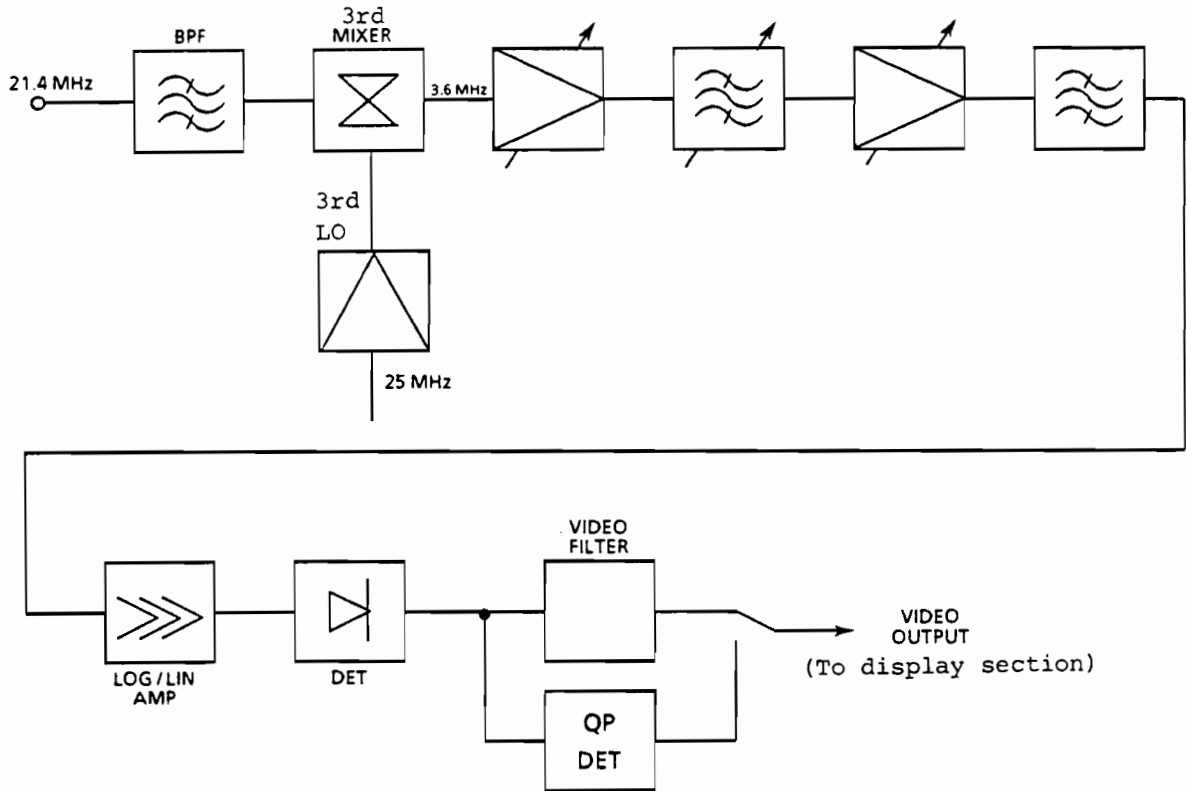 BPF
3rd
MIXER
21.4 MHz
3.6 MHz
3rd
LO
25 MHz
VIDEO
FILTER
LOG/LIN
AMP
DET
VIDEO
OUTPUT
(To display section)
QP
DET